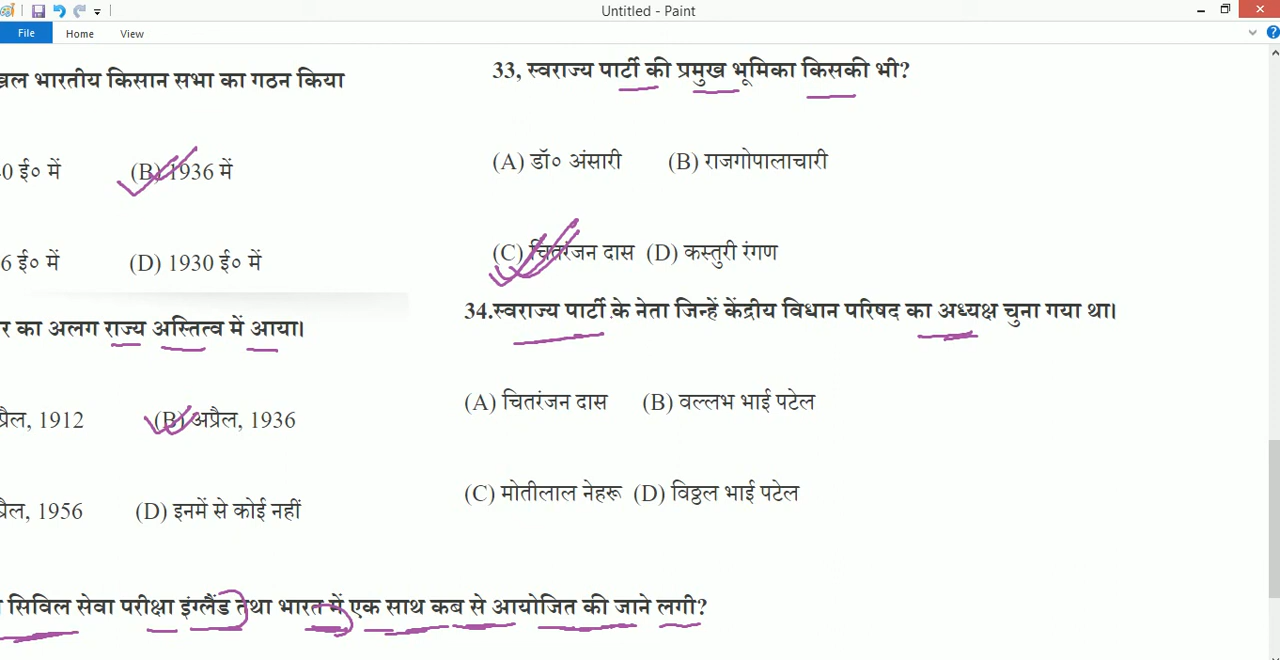 Untitled - Paint
File Home View
भारतीय किसान सभा का गठन किया
0 ई० में (B) 1936 में
6 ई० में (D) 1930 ई० में
र का अलग राज्य अस्तित्व में आया।
1912 (B) अप्रैल, 1936
1956 (D) इनमें से कोई नहीं
33, स्वराज्य पार्टी की प्रमुख भूमिका किसकी भी?
(A) डॉ० अंसारी (B) राजगोपालाचारी
(C) चितरंजन दास (D) कस्तुरी रंगण
34.स्वराज्य पार्टी के नेता जिन्हें केंद्रीय विधान परिषद का अध्यक्ष चुना गया था।
(A) चितरंजन दास (B) वल्लभ भाई पटेल
(C) मोतीलाल नेहरू (D) विठ्ठल भाई पटेल
सिविल सेवा परीक्षा इंग्लैंड तथा भारत में एक साथ कब से आयोजित की जाने लगी?